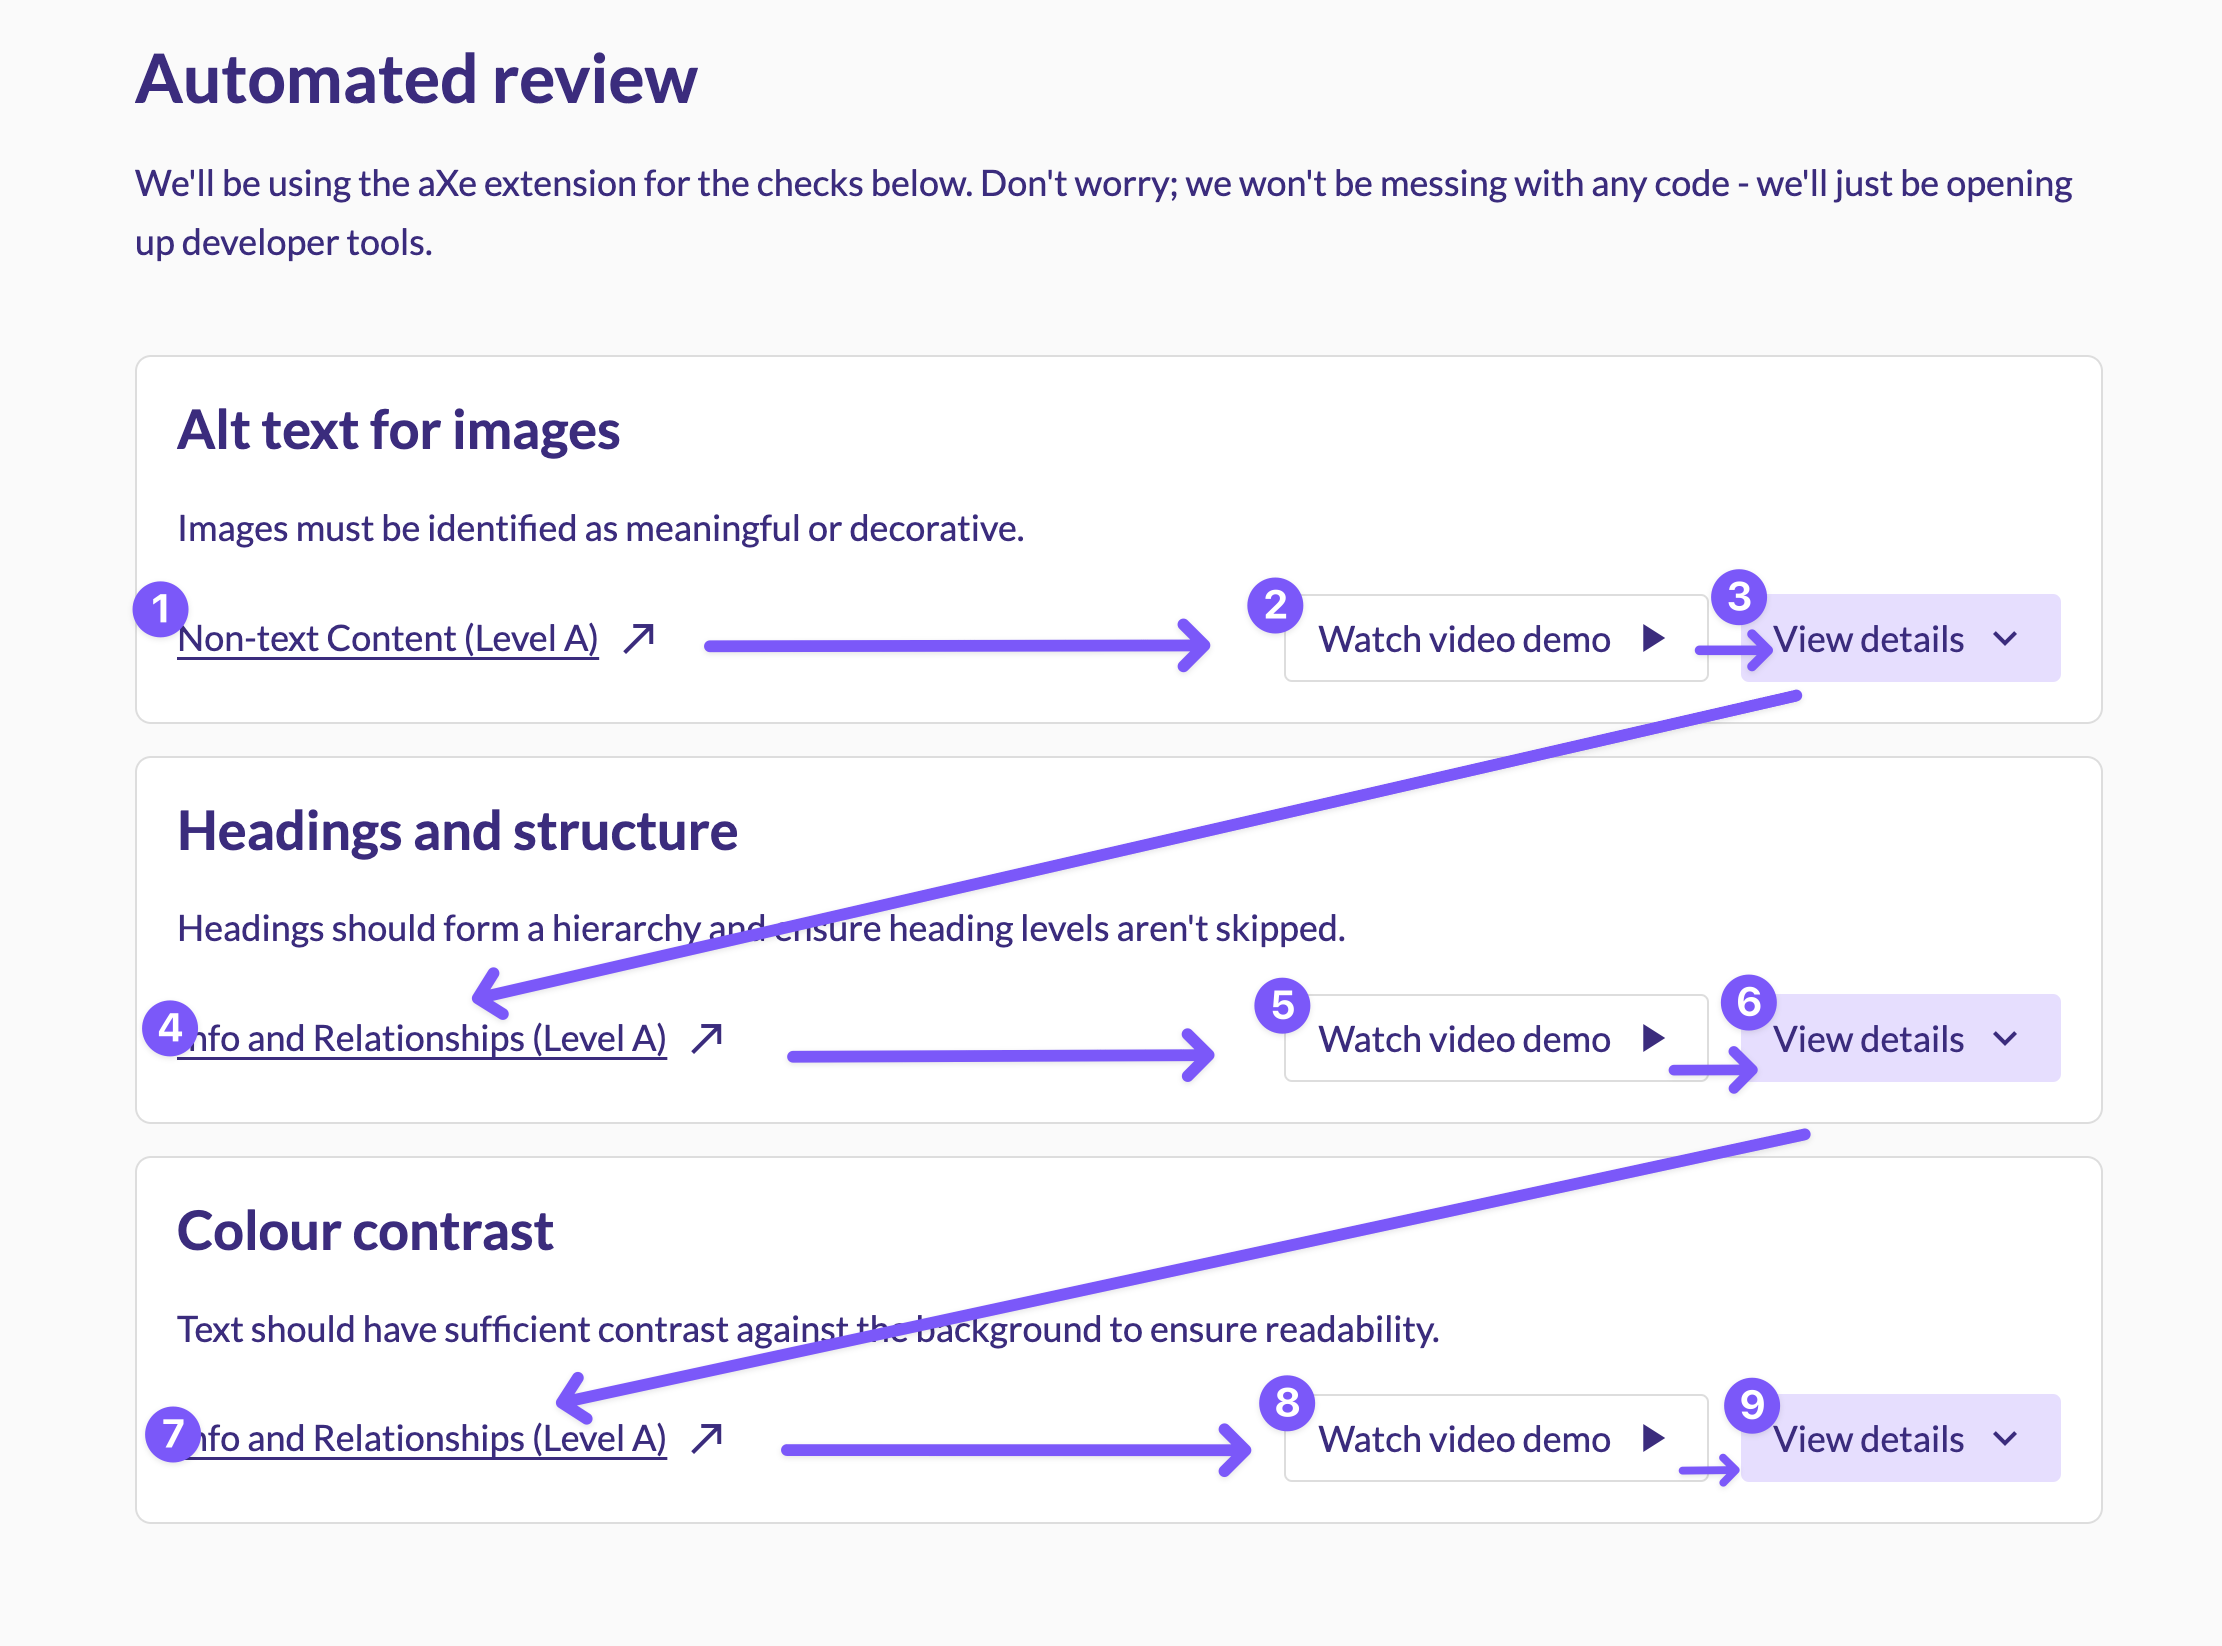 Automated review
We'll be using the aXe extension for the checks below. Don't worry; we won't be messing with any code - we'll just be opening
up developer tools.
Alt text for images
Images must be identified as meaningful or decorative.
1
Non-text Content (Level A)
2
Watch video demo
3
View details
Headings and structure
Headings should form a hierarchy and ensure heading levels aren't skipped.
4
Info and Relationships (Level A)
5
Watch video demo
6
View details
Colour contrast
Text should have sufficient contrast against the background to ensure readability.
7
Info and Relationships (Level A)
8
Watch video demo
9
View details